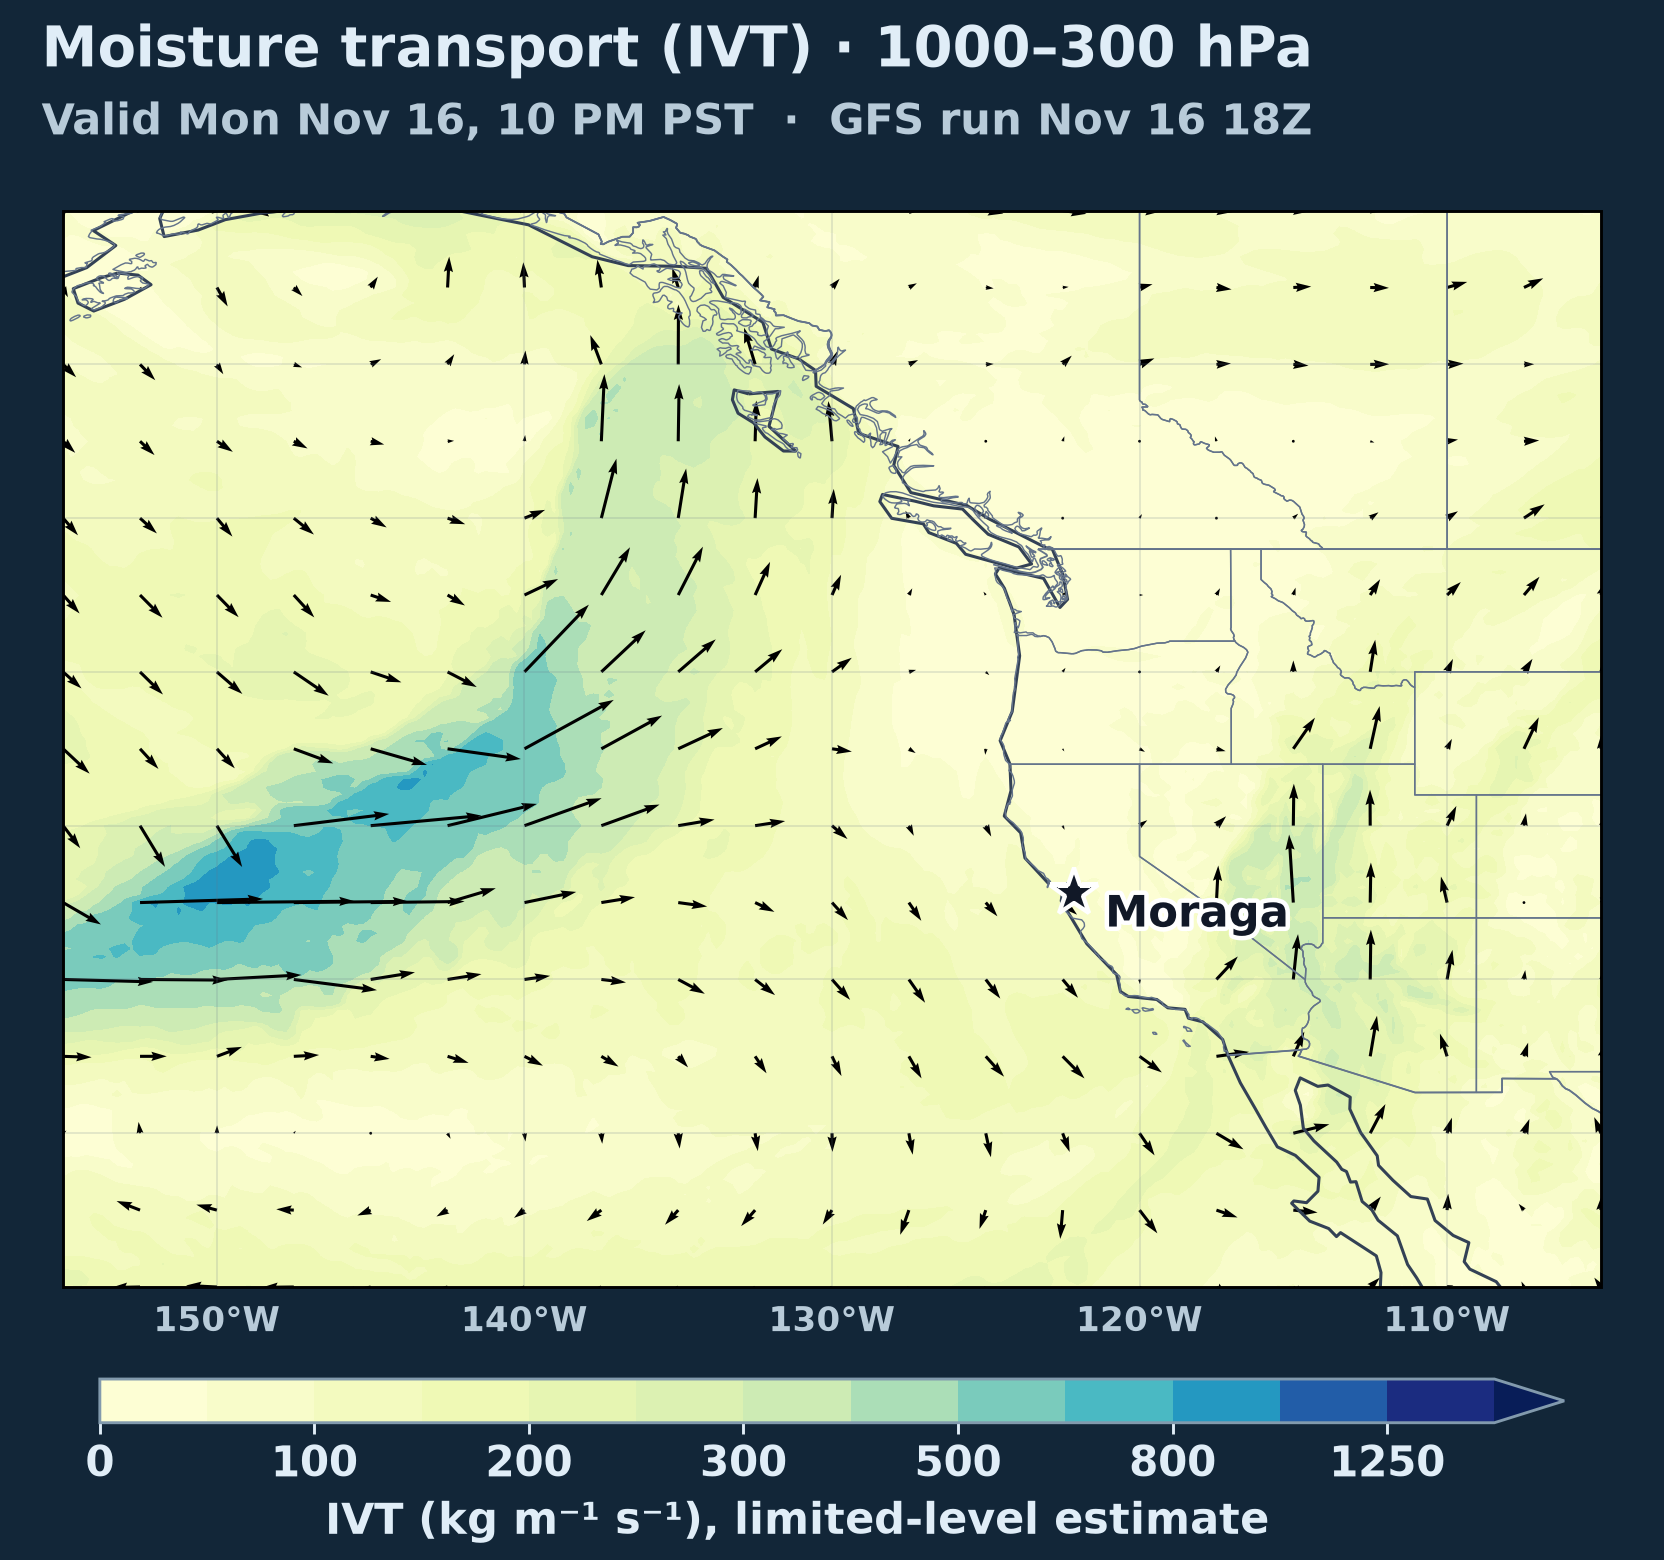 Moisture transport (IVT) · 1000–300 hPa
Valid Mon Nov 16, 10 PM PST · GFS run Nov 16 18Z
Moraga
150°W 140°W 130°W 120°W 110°W
0 100 200 300 500 800 1250
IVT (kg m⁻¹ s⁻¹), limited-level estimate